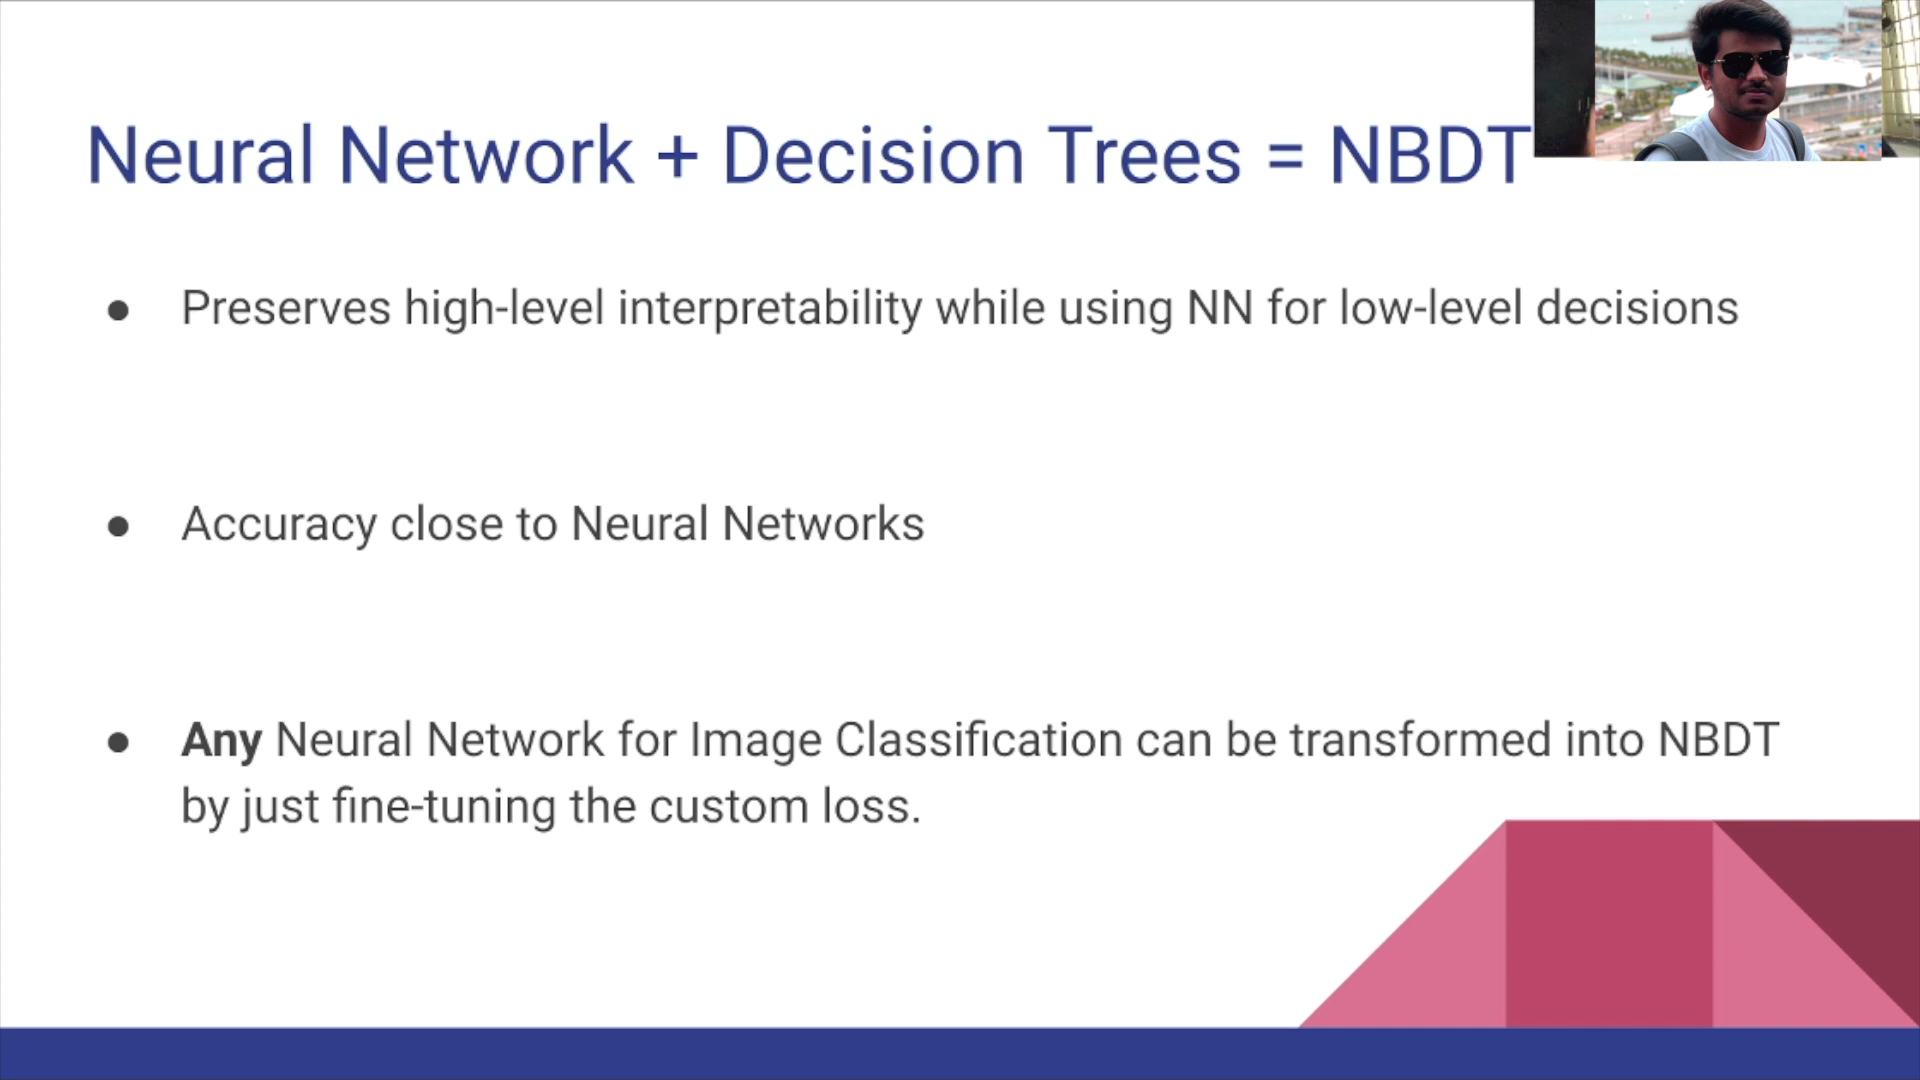 Neural Network + Decision Trees = NBDT
● Preserves high-level interpretability while using NN for low-level decisions
● Accuracy close to Neural Networks
● Any Neural Network for Image Classification can be transformed into NBDT
by just fine-tuning the custom loss.